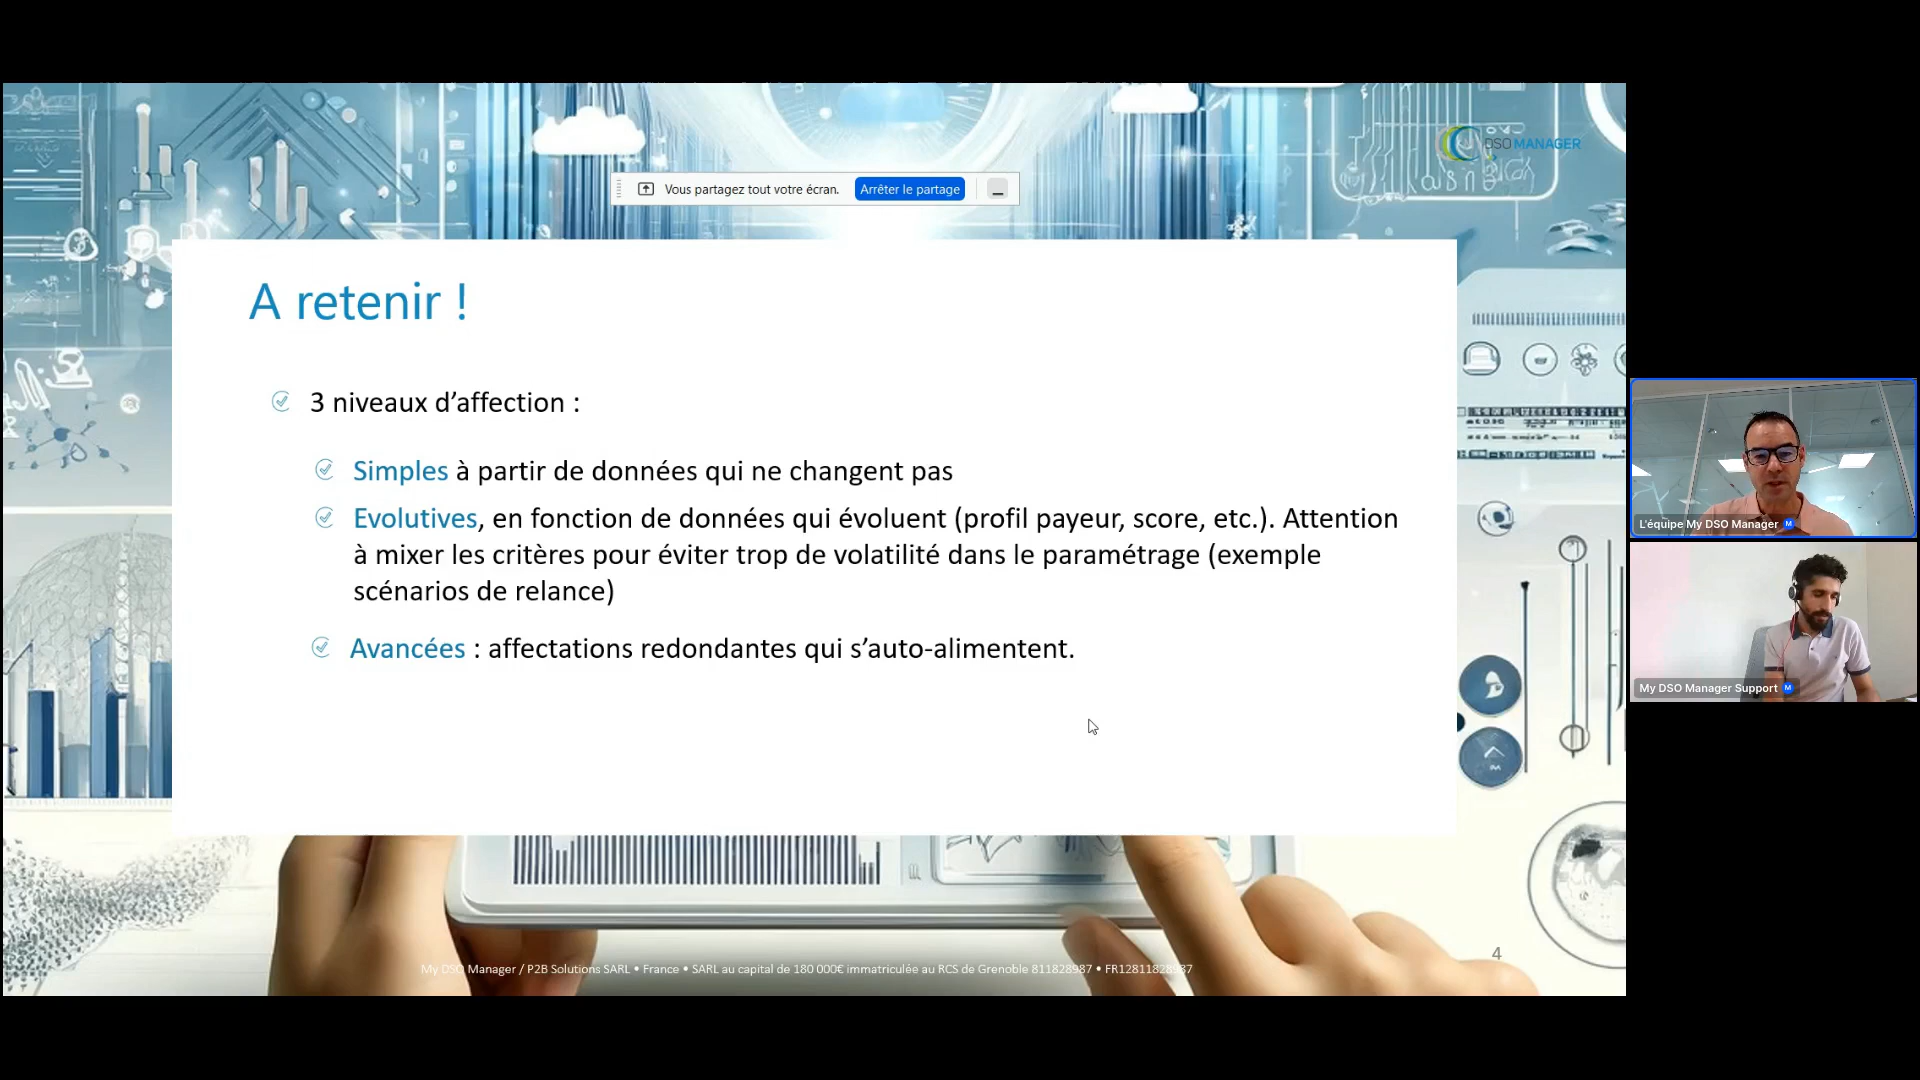 DSO MANAGER
Vous partagez tout votre écran. Arrêter le partage
A retenir !
3 niveaux d’affection :
Simples à partir de données qui ne changent pas
Evolutives, en fonction de données qui évoluent (profil payeur, score, etc.). Attention
à mixer les critères pour éviter trop de volatilité dans le paramétrage (exemple
scénarios de relance)
Avancées : affectations redondantes qui s’auto-alimentent.
L'équipe My DSO Manager M
My DSO Manager Support M
4
My DSO Manager / P2B Solutions SARL • France • SARL au capital de 180 000€ immatriculée au RCS de Grenoble 811828987 • FR12811828987